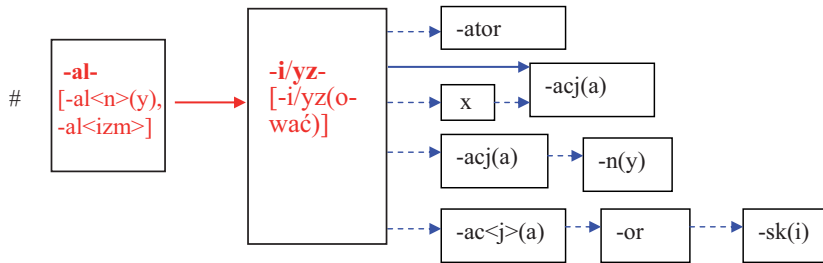 #
-al-
[-al<n>(y),
-al<izm>]
-i/yz-
[-i/yz(o-
wać)]
-ator
-acj(a)
x
-acj(a)
-n(y)
-ac<j>(a)
-or
-sk(i)